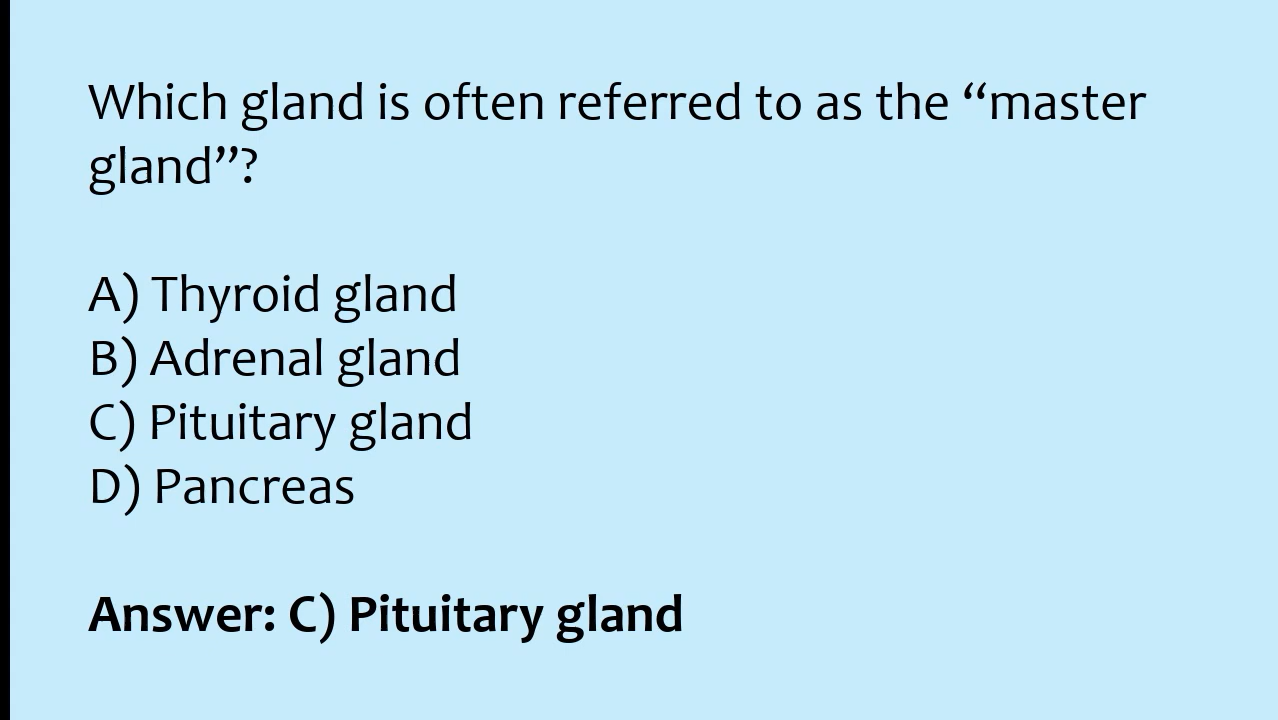 Which gland is often referred to as the “master
gland”?
A) Thyroid gland
B) Adrenal gland
C) Pituitary gland
D) Pancreas
Answer: C) Pituitary gland